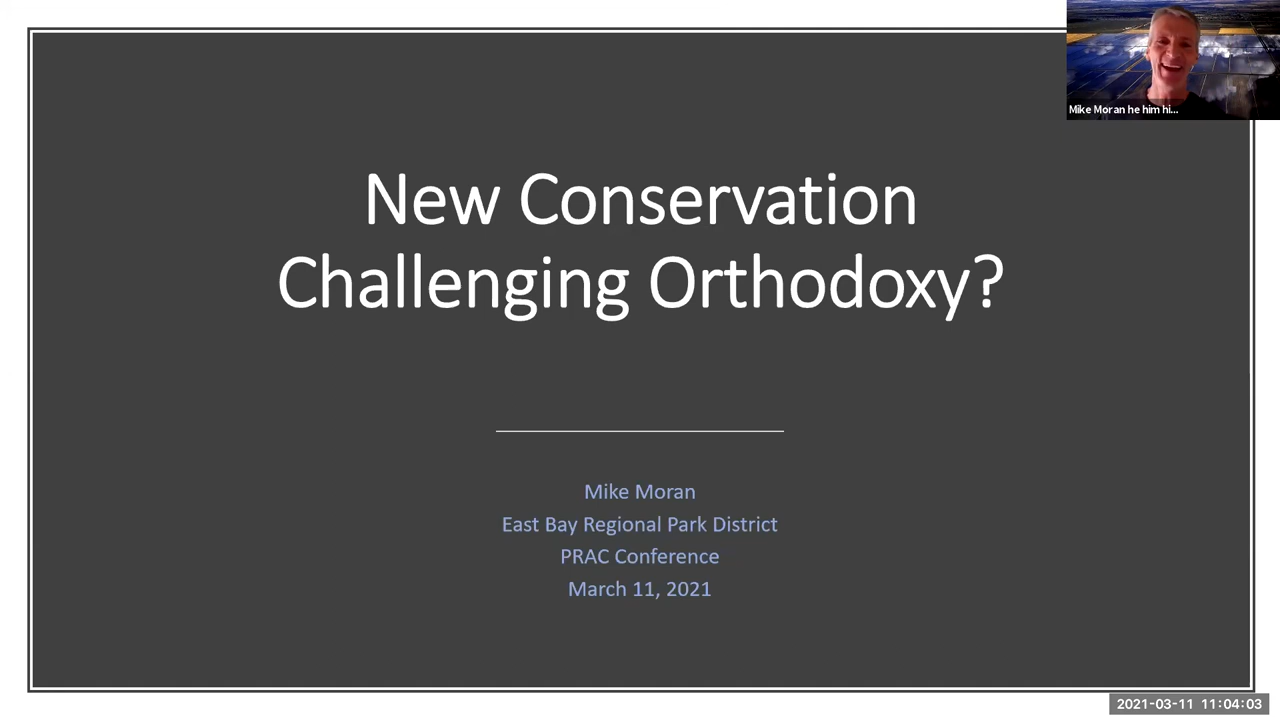 Mike Moran he him hi...
New Conservation
Challenging Orthodoxy?
Mike Moran
East Bay Regional Park District
PRAC Conference
March 11, 2021
2021-03-11 11:04:03